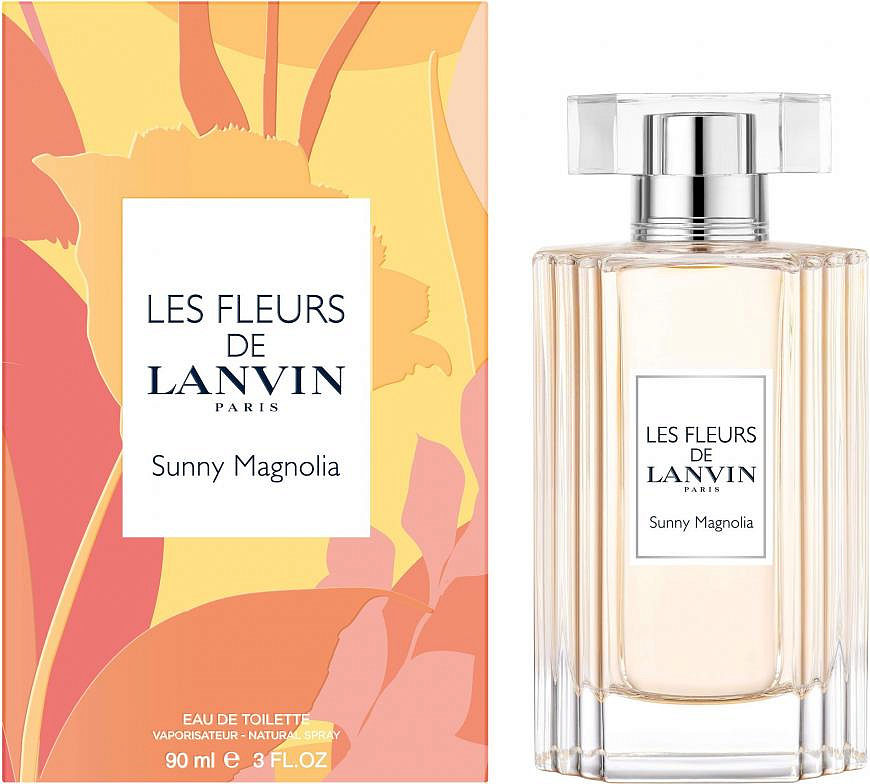 LES FLEURS
DE
LANVIN
PARIS
Sunny Magnolia
EAU DE TOILETTE
VAPORISATEUR - NATURAL SPRAY
90 ml ℮ 3 FL.OZ
LES FLEURS
DE
LANVIN
PARIS
Sunny Magnolia